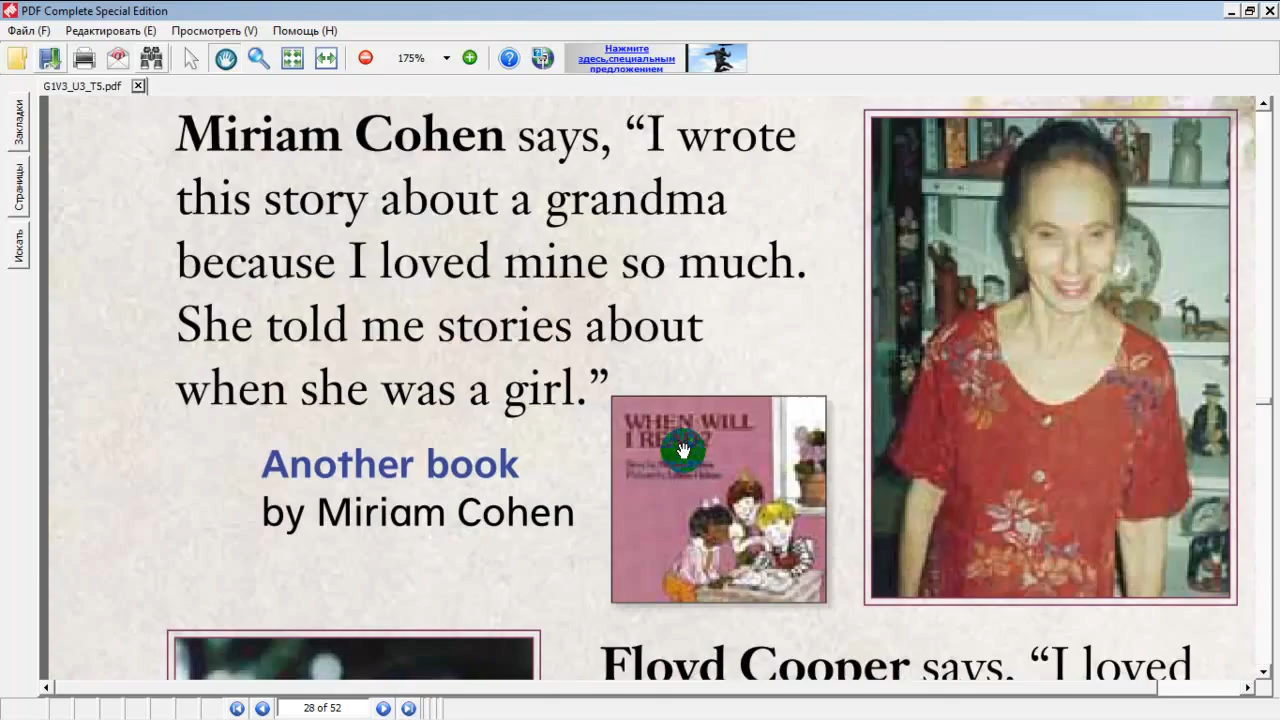 PDF Complete Special Edition
Файл (F) Редактировать (E) Просмотреть (V) Помощь (H)
175%
Нажмите
здесь,специальным
предложением
G1V3_U3_T5.pdf
Закладки
Страницы
Искать
Miriam Cohen says, “I wrote
this story about a grandma
because I loved mine so much.
She told me stories about
when she was a girl.”
WHEN WILL
Another book
by Miriam Cohen
Floyd Cooper says, “I loved
28 of 52